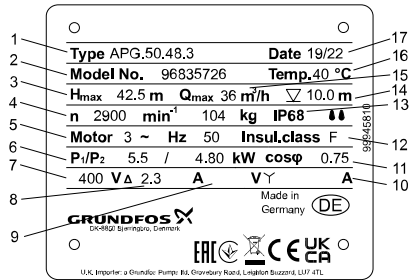 1 Type APG.50.48.3 Date 19/22 17
2 Model No. 96835726 Temp. 40 °C 16
3 Hmax 42.5 m Qmax 36 m³/h 10.0 m 15 14
4 n 2900 min⁻¹ 104 kg IP68 13
5 Motor 3 ~ Hz 50 Insul.class F 12
6 P1/P2 5.5 / 4.80 kW cosφ 0.75 11
7 400 V Δ 2.3 A V Y A 10
8
9
99945810
Made in
Germany DE
GRUNDFOS X
DK-8850 Bjerringbro, Denmark
EAC CE UK
CA
U.K. Importer: a Grundfos Pumps ltd. Grovebury Road, Leighton Buzzard, LU7 4TL